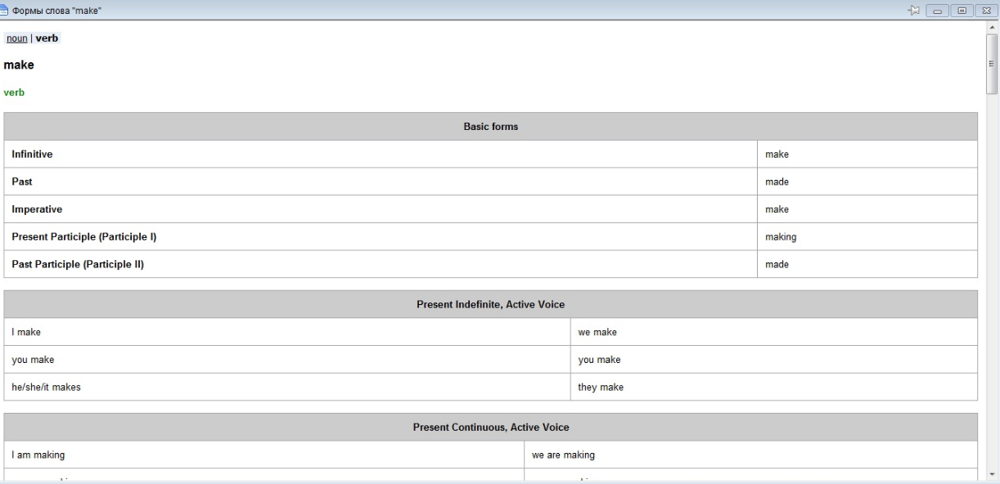 Формы слова "make"
noun | verb
make
verb
Basic forms
Infinitive make
Past made
Imperative make
Present Participle (Participle I) making
Past Participle (Participle II) made
Present Indefinite, Active Voice
I make we make
you make you make
he/she/it makes they make
Present Continuous, Active Voice
I am making we are making